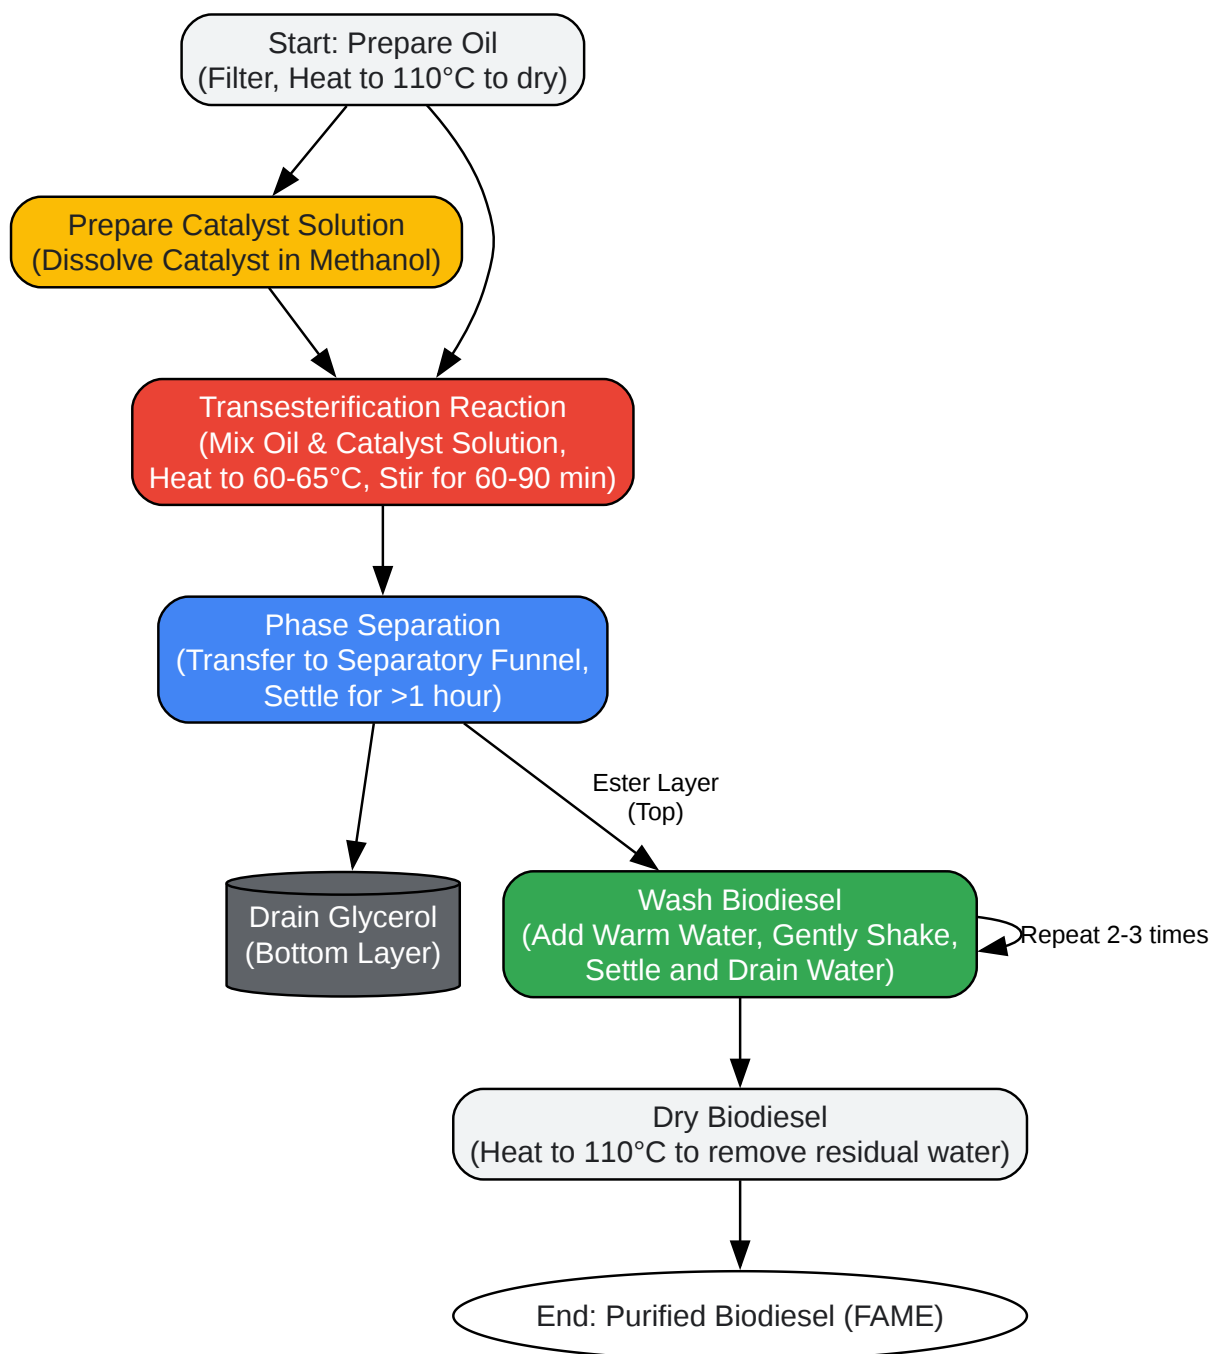 Start: Prepare Oil
(Filter, Heat to 110°C to dry)
Prepare Catalyst Solution
(Dissolve Catalyst in Methanol)
Transesterification Reaction
(Mix Oil & Catalyst Solution,
Heat to 60-65°C, Stir for 60-90 min)
Phase Separation
(Transfer to Separatory Funnel,
Settle for >1 hour)
Ester Layer
(Top)
Drain Glycerol
(Bottom Layer)
Wash Biodiesel
(Add Warm Water, Gently Shake,
Settle and Drain Water)
Repeat 2-3 times
Dry Biodiesel
(Heat to 110°C to remove residual water)
End: Purified Biodiesel (FAME)